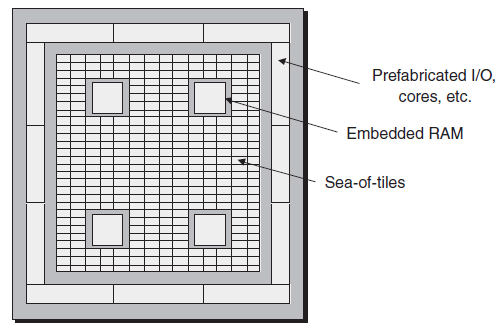 Prefabricated I/O,
cores, etc.
Embedded RAM
Sea-of-tiles